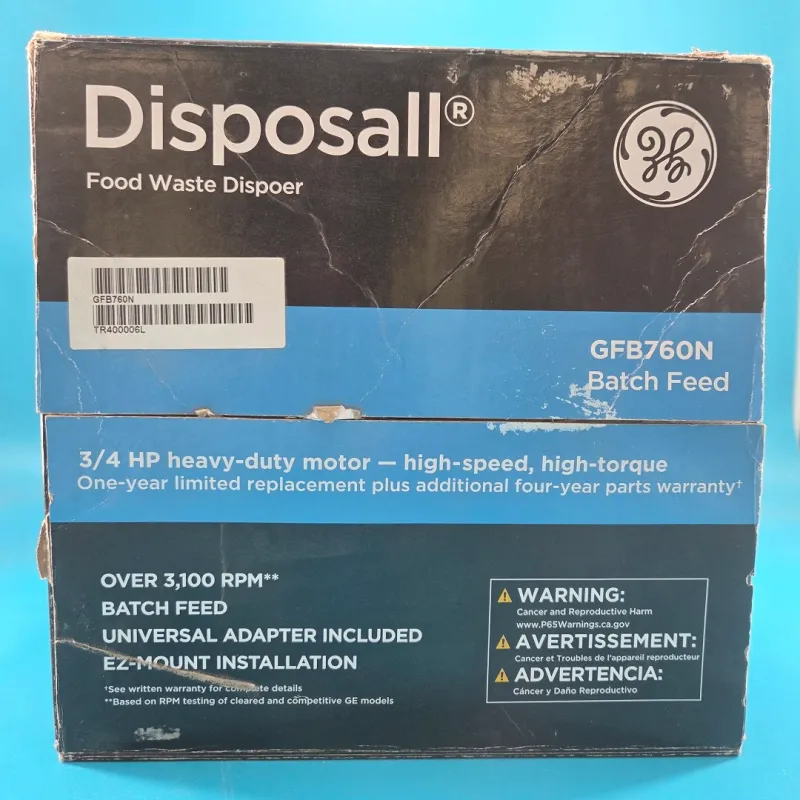 Disposall®
Food Waste Dispoer
GE
GFB760N
TR400006L
GFB760N
Batch Feed
3/4 HP heavy-duty motor — high-speed, high-torque
One-year limited replacement plus additional four-year parts warranty†
OVER 3,100 RPM**
BATCH FEED
UNIVERSAL ADAPTER INCLUDED
EZ-MOUNT INSTALLATION
*See written warranty for complete details
**Based on RPM testing of cleared and competitive GE models
WARNING:
Cancer and Reproductive Harm
www.P65Warnings.ca.gov
AVERTISSEMENT:
Cancer et Troubles de l'appareil reproducteur
ADVERTENCIA:
Cáncer y Daño Reproductivo